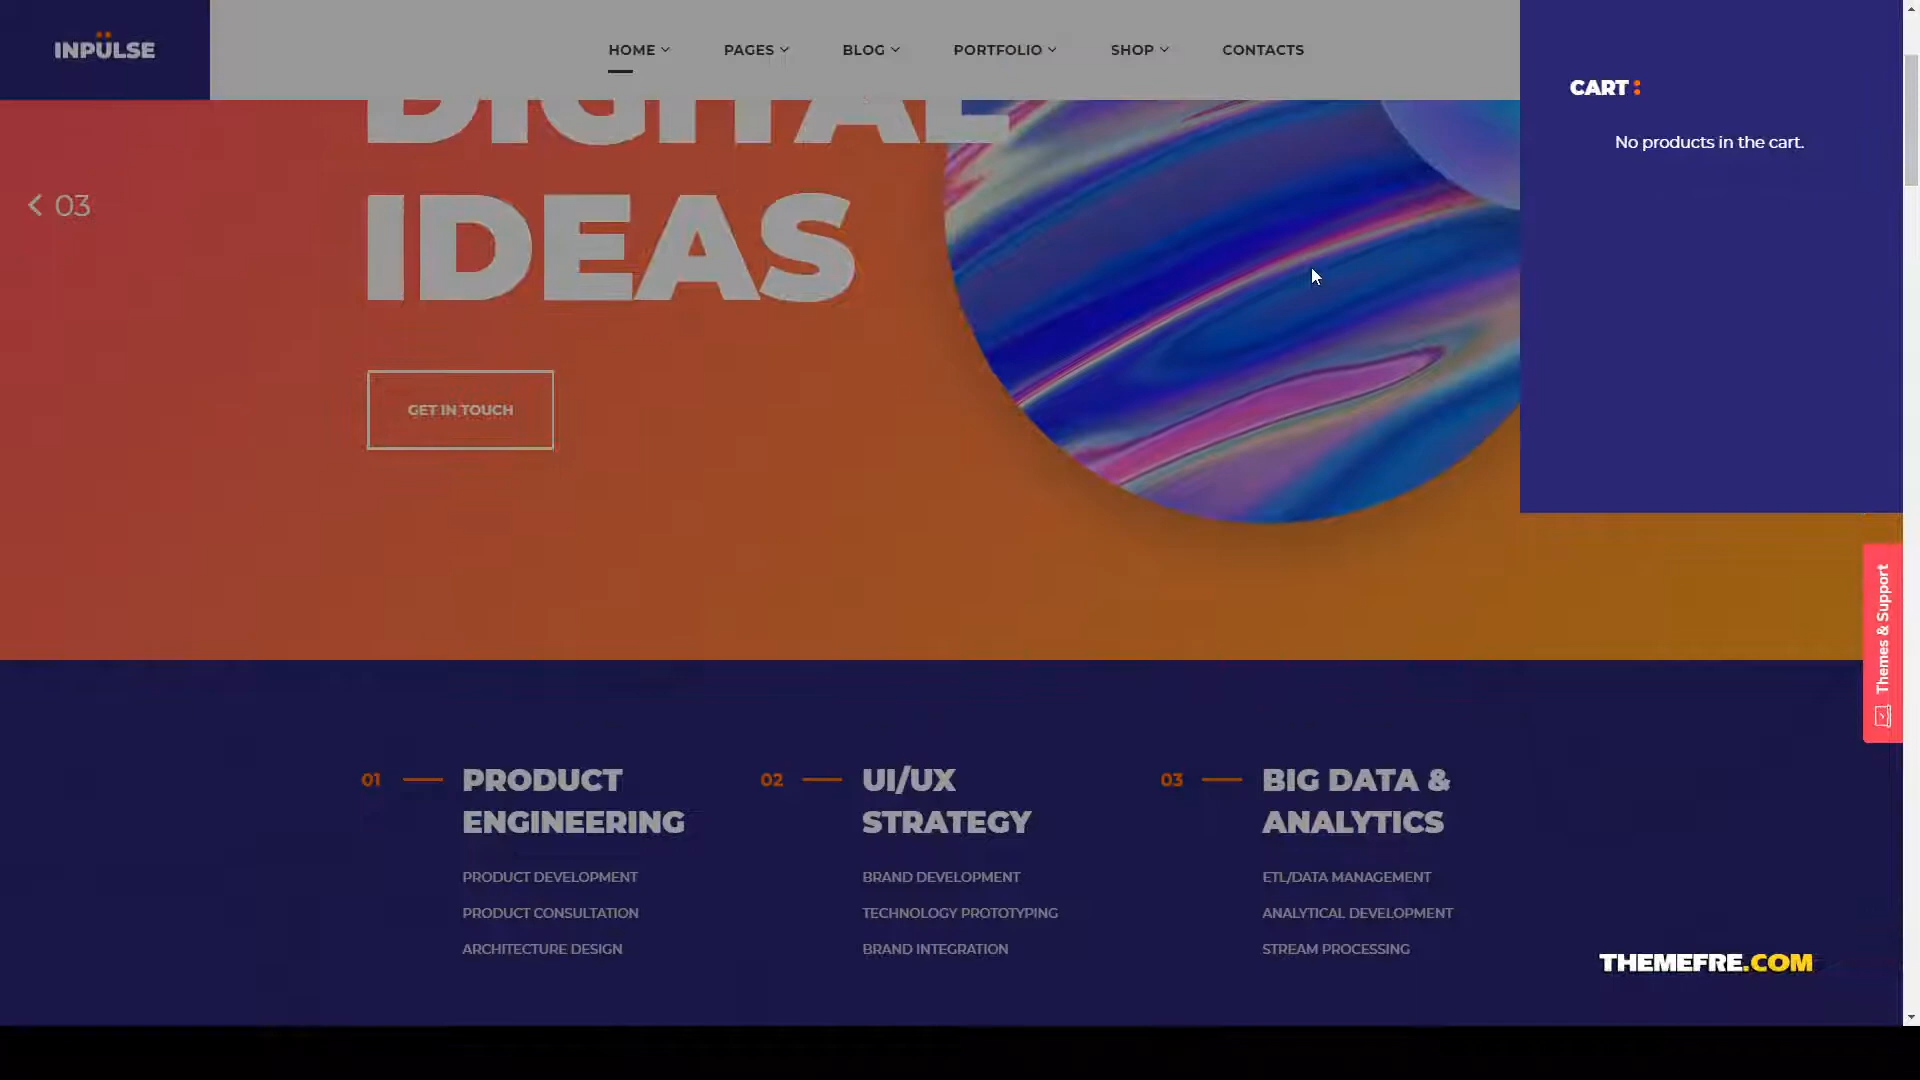 INPÜLSE
HOME
PAGES
BLOG
PORTFOLIO
SHOP
CONTACTS
CART :
No products in the cart.
DIGITAL
IDEAS
03
GET IN TOUCH
Themes & Support
01
PRODUCT
ENGINEERING
PRODUCT DEVELOPMENT
PRODUCT CONSULTATION
ARCHITECTURE DESIGN
02
UI/UX
STRATEGY
BRAND DEVELOPMENT
TECHNOLOGY PROTOTYPING
BRAND INTEGRATION
03
BIG DATA &
ANALYTICS
ETL/DATA MANAGEMENT
ANALYTICAL DEVELOPMENT
STREAM PROCESSING
THEMEFRE.COM